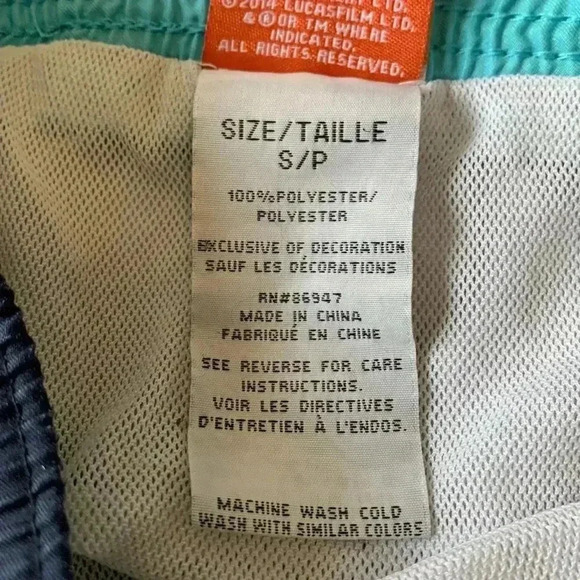 LTD.
©2014 LUCASFILM LTD.
& ® OR TM WHERE
INDICATED.
ALL RIGHTS RESERVED.
SIZE/TAILLE
S/P
100%POLYESTER/
POLYESTER
EXCLUSIVE OF DECORATION
SAUF LES DÉCORATIONS
RN#86947
MADE IN CHINA
FABRIQUÉ EN CHINE
SEE REVERSE FOR CARE
INSTRUCTIONS.
VOIR LES DIRECTIVES
D'ENTRETIEN À L'ENDOS.
MACHINE WASH COLD
WASH WITH SIMILAR COLORS